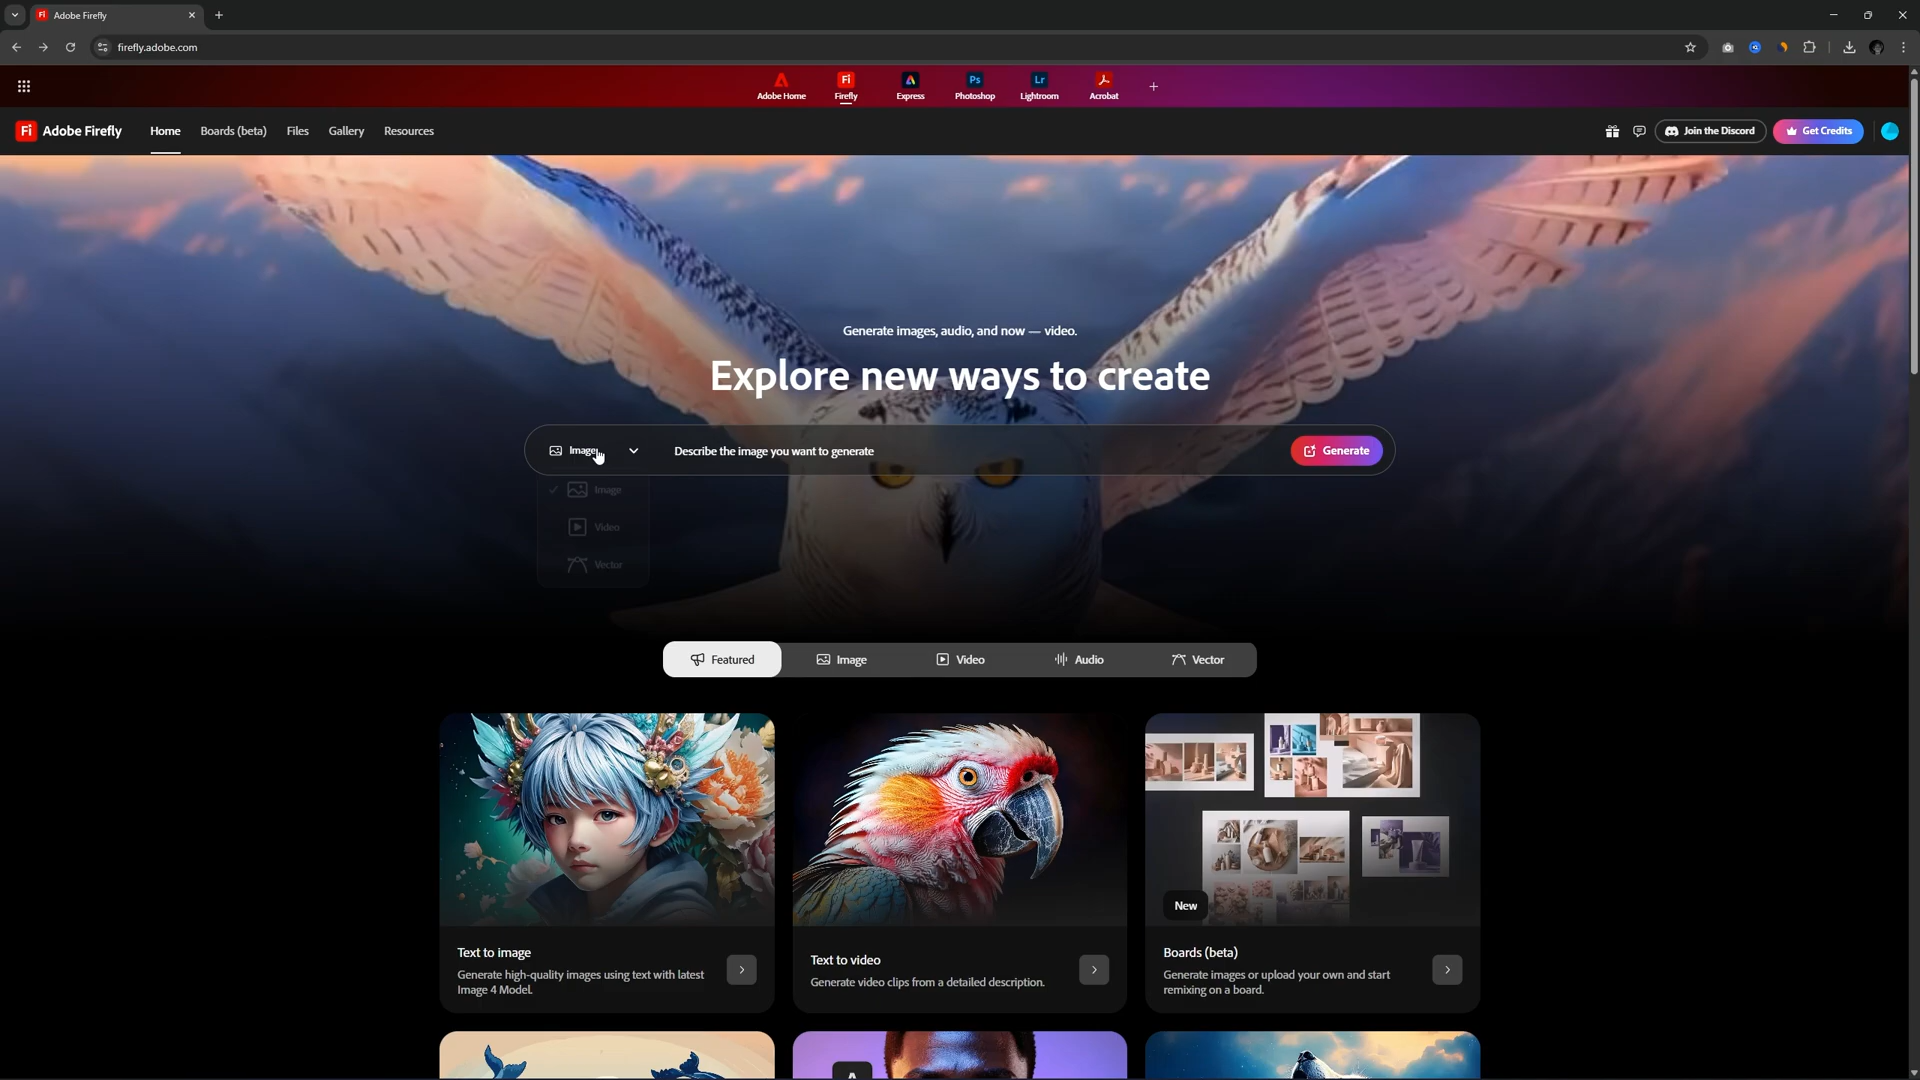 Adobe Firefly
firefly.adobe.com
Adobe Home
Fi
Firefly
Express
Ps
Photoshop
Lr
Lightroom
Acrobat
Fi Adobe Firefly
Home
Boards (beta)
Files
Gallery
Resources
Join the Discord
Get Credits
Generate images, audio, and now — video.
Explore new ways to create
Image
Describe the image you want to generate
Generate
Image
Video
Vector
Featured
Image
Video
Audio
Vector
Text to image
Generate high-quality images using text with latest
Image 4 Model.
Text to video
Generate video clips from a detailed description.
New
Boards (beta)
Generate images or upload your own and start
remixing on a board.